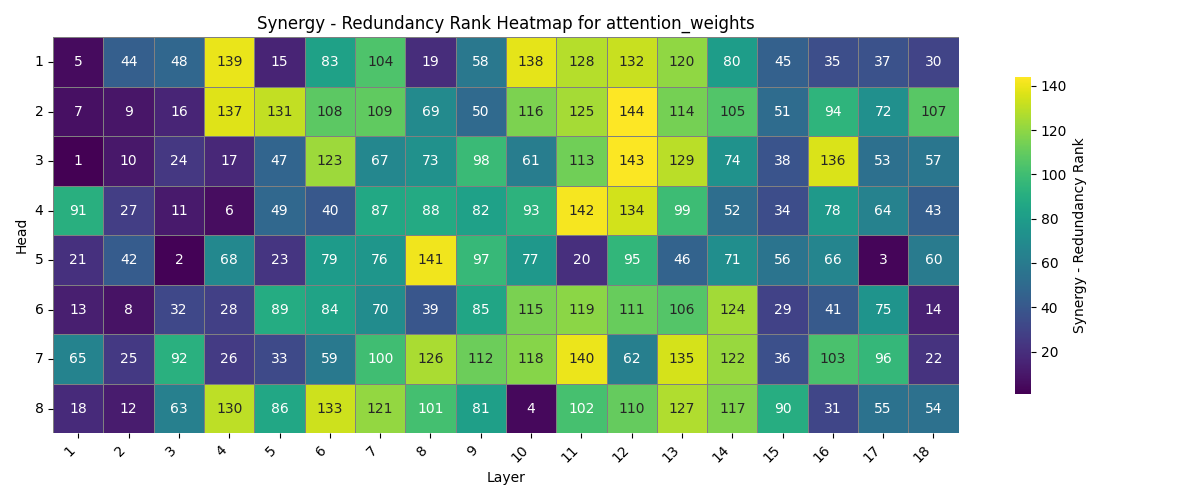 Synergy - Redundancy Rank Heatmap for attention_weights
1 5 44 48 139 15 83 104 19 58 138 128 132 120 80 45 35 37 30
2 7 9 16 137 131 108 109 69 50 116 125 144 114 105 51 94 72 107
3 1 10 24 17 47 123 67 73 98 61 113 143 129 74 38 136 53 57
4 91 27 11 6 49 40 87 88 82 93 142 134 99 52 34 78 64 43
5 21 42 2 68 23 79 76 141 97 77 20 95 46 71 56 66 3 60
6 13 8 32 28 89 84 70 39 85 115 119 111 106 124 29 41 75 14
7 65 25 92 26 33 59 100 126 112 118 140 62 135 122 36 103 96 22
8 18 12 63 130 86 133 121 101 81 4 102 110 127 117 90 31 55 54
Head
1 2 3 4 5 6 7 8 9 10 11 12 13 14 15 16 17 18
Layer
140
120
100
80
60
40
20
Synergy - Redundancy Rank